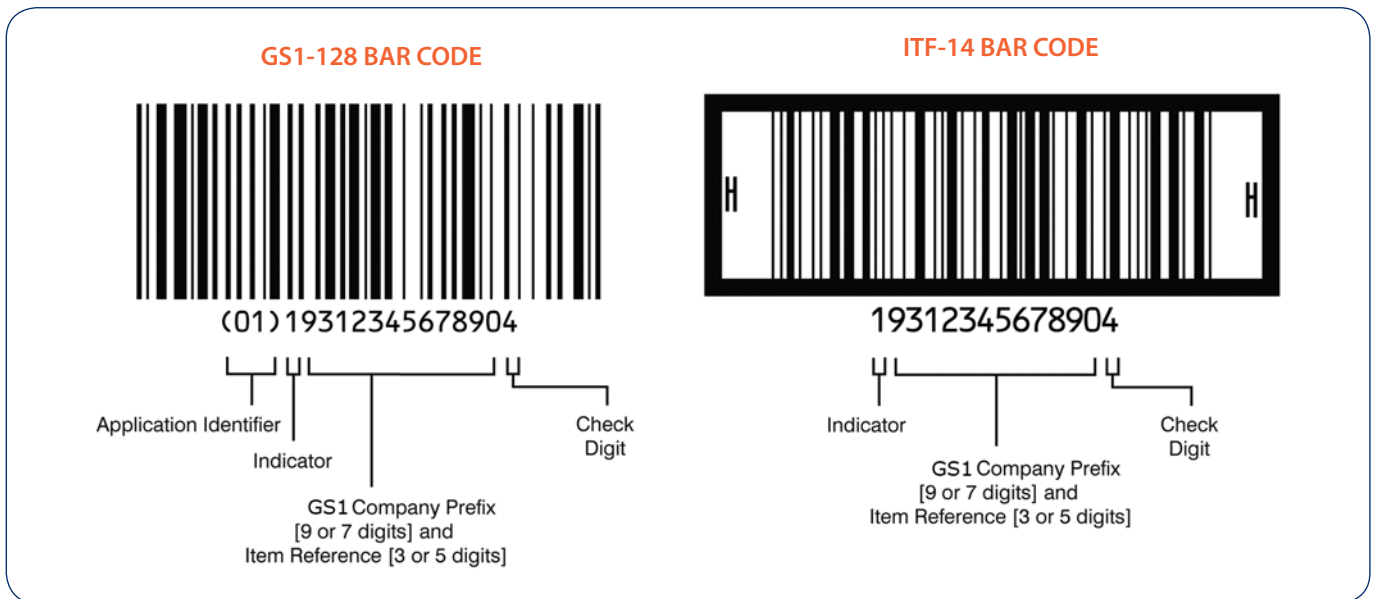 GS1-128 BAR CODE
(01)19312345678904
Application Identifier
Indicator
GS1 Company Prefix
[9 or 7 digits] and
Item Reference [3 or 5 digits]
Check
Digit
ITF-14 BAR CODE
H
H
19312345678904
Indicator
GS1 Company Prefix
[9 or 7 digits] and
Item Reference [3 or 5 digits]
Check
Digit